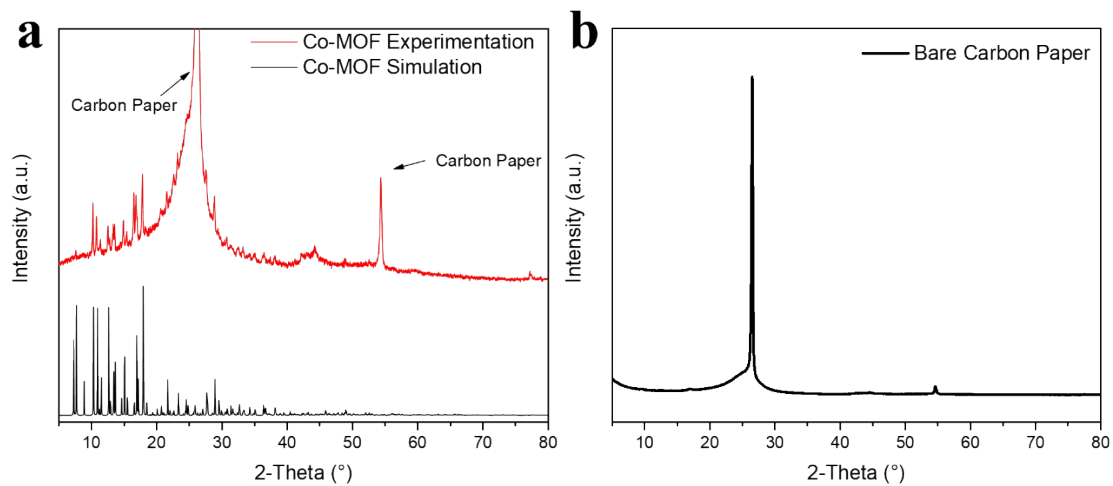 a
Co-MOF Experimentation
Co-MOF Simulation
Carbon Paper
Carbon Paper
Intensity (a.u.)
10 20 30 40 50 60 70 80
2-Theta (°)
b
Bare Carbon Paper
Intensity (a.u.)
10 20 30 40 50 60 70 80
2-Theta (°)